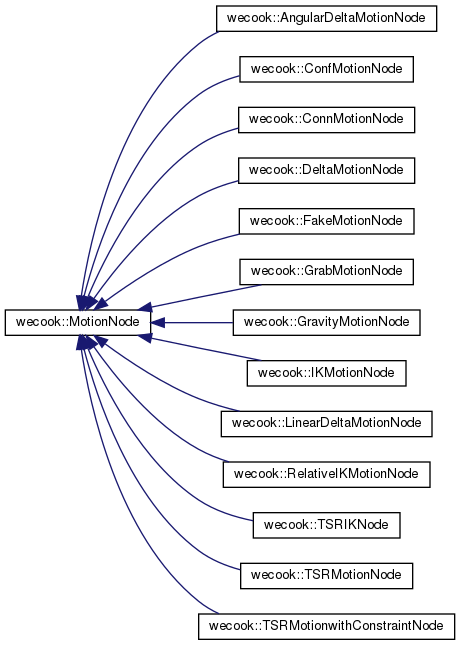 wecook::AngularDeltaMotionNode
wecook::ConfMotionNode
wecook::ConnMotionNode
wecook::DeltaMotionNode
wecook::FakeMotionNode
wecook::GrabMotionNode
wecook::MotionNode
wecook::GravityMotionNode
wecook::IKMotionNode
wecook::LinearDeltaMotionNode
wecook::RelativeIKMotionNode
wecook::TSRIKNode
wecook::TSRMotionNode
wecook::TSRMotionwithConstraintNode